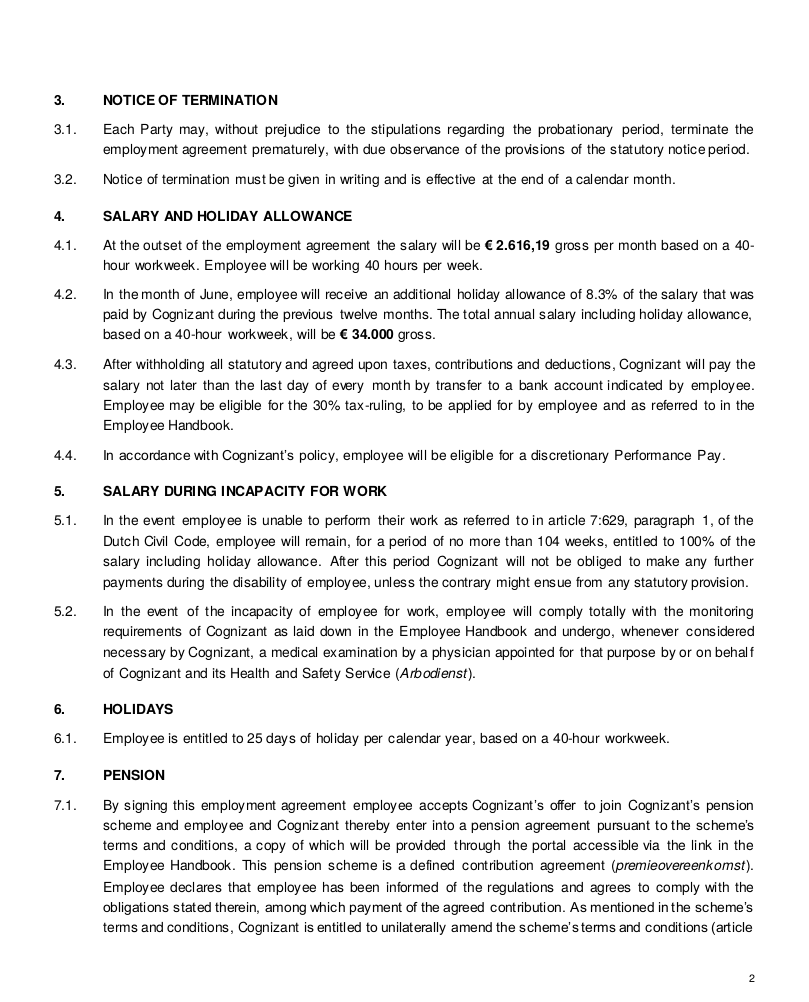 3. NOTICE OF TERMINATION
3.1. Each Party may, without prejudice to the stipulations regarding the probationary period, terminate the
employment agreement prematurely, with due observance of the provisions of the statutory notice period.
3.2. Notice of termination must be given in writing and is effective at the end of a calendar month.
4. SALARY AND HOLIDAY ALLOWANCE
4.1. At the outset of the employment agreement the salary will be € 2.616,19 gross per month based on a 40-
hour workweek. Employee will be working 40 hours per week.
4.2. In the month of June, employee will receive an additional holiday allowance of 8.3% of the salary that was
paid by Cognizant during the previous twelve months. The total annual salary including holiday allowance,
based on a 40-hour workweek, will be € 34.000 gross.
4.3. After withholding all statutory and agreed upon taxes, contributions and deductions, Cognizant will pay the
salary not later than the last day of every month by transfer to a bank account indicated by employee.
Employee may be eligible for the 30% tax-ruling, to be applied for by employee and as referred to in the
Employee Handbook.
4.4. In accordance with Cognizant's policy, employee will be eligible for a discretionary Performance Pay.
5. SALARY DURING INCAPACITY FOR WORK
5.1. In the event employee is unable to perform their work as referred to in article 7:629, paragraph 1, of the
Dutch Civil Code, employee will remain, for a period of no more than 104 weeks, entitled to 100% of the
salary including holiday allowance. After this period Cognizant will not be obliged to make any further
payments during the disability of employee, unless the contrary might ensue from any statutory provision.
5.2. In the event of the incapacity of employee for work, employee will comply totally with the monitoring
requirements of Cognizant as laid down in the Employee Handbook and undergo, whenever considered
necessary by Cognizant, a medical examination by a physician appointed for that purpose by or on behalf
of Cognizant and its Health and Safety Service (Arbodienst).
6. HOLIDAYS
6.1. Employee is entitled to 25 days of holiday per calendar year, based on a 40-hour workweek.
7. PENSION
7.1. By signing this employment agreement employee accepts Cognizant's offer to join Cognizant's pension
scheme and employee and Cognizant thereby enter into a pension agreement pursuant to the scheme's
terms and conditions, a copy of which will be provided through the portal accessible via the link in the
Employee Handbook. This pension scheme is a defined contribution agreement (premieovereenkomst).
Employee declares that employee has been informed of the regulations and agrees to comply with the
obligations stated therein, among which payment of the agreed contribution. As mentioned in the scheme's
terms and conditions, Cognizant is entitled to unilaterally amend the scheme's terms and conditions (article
2